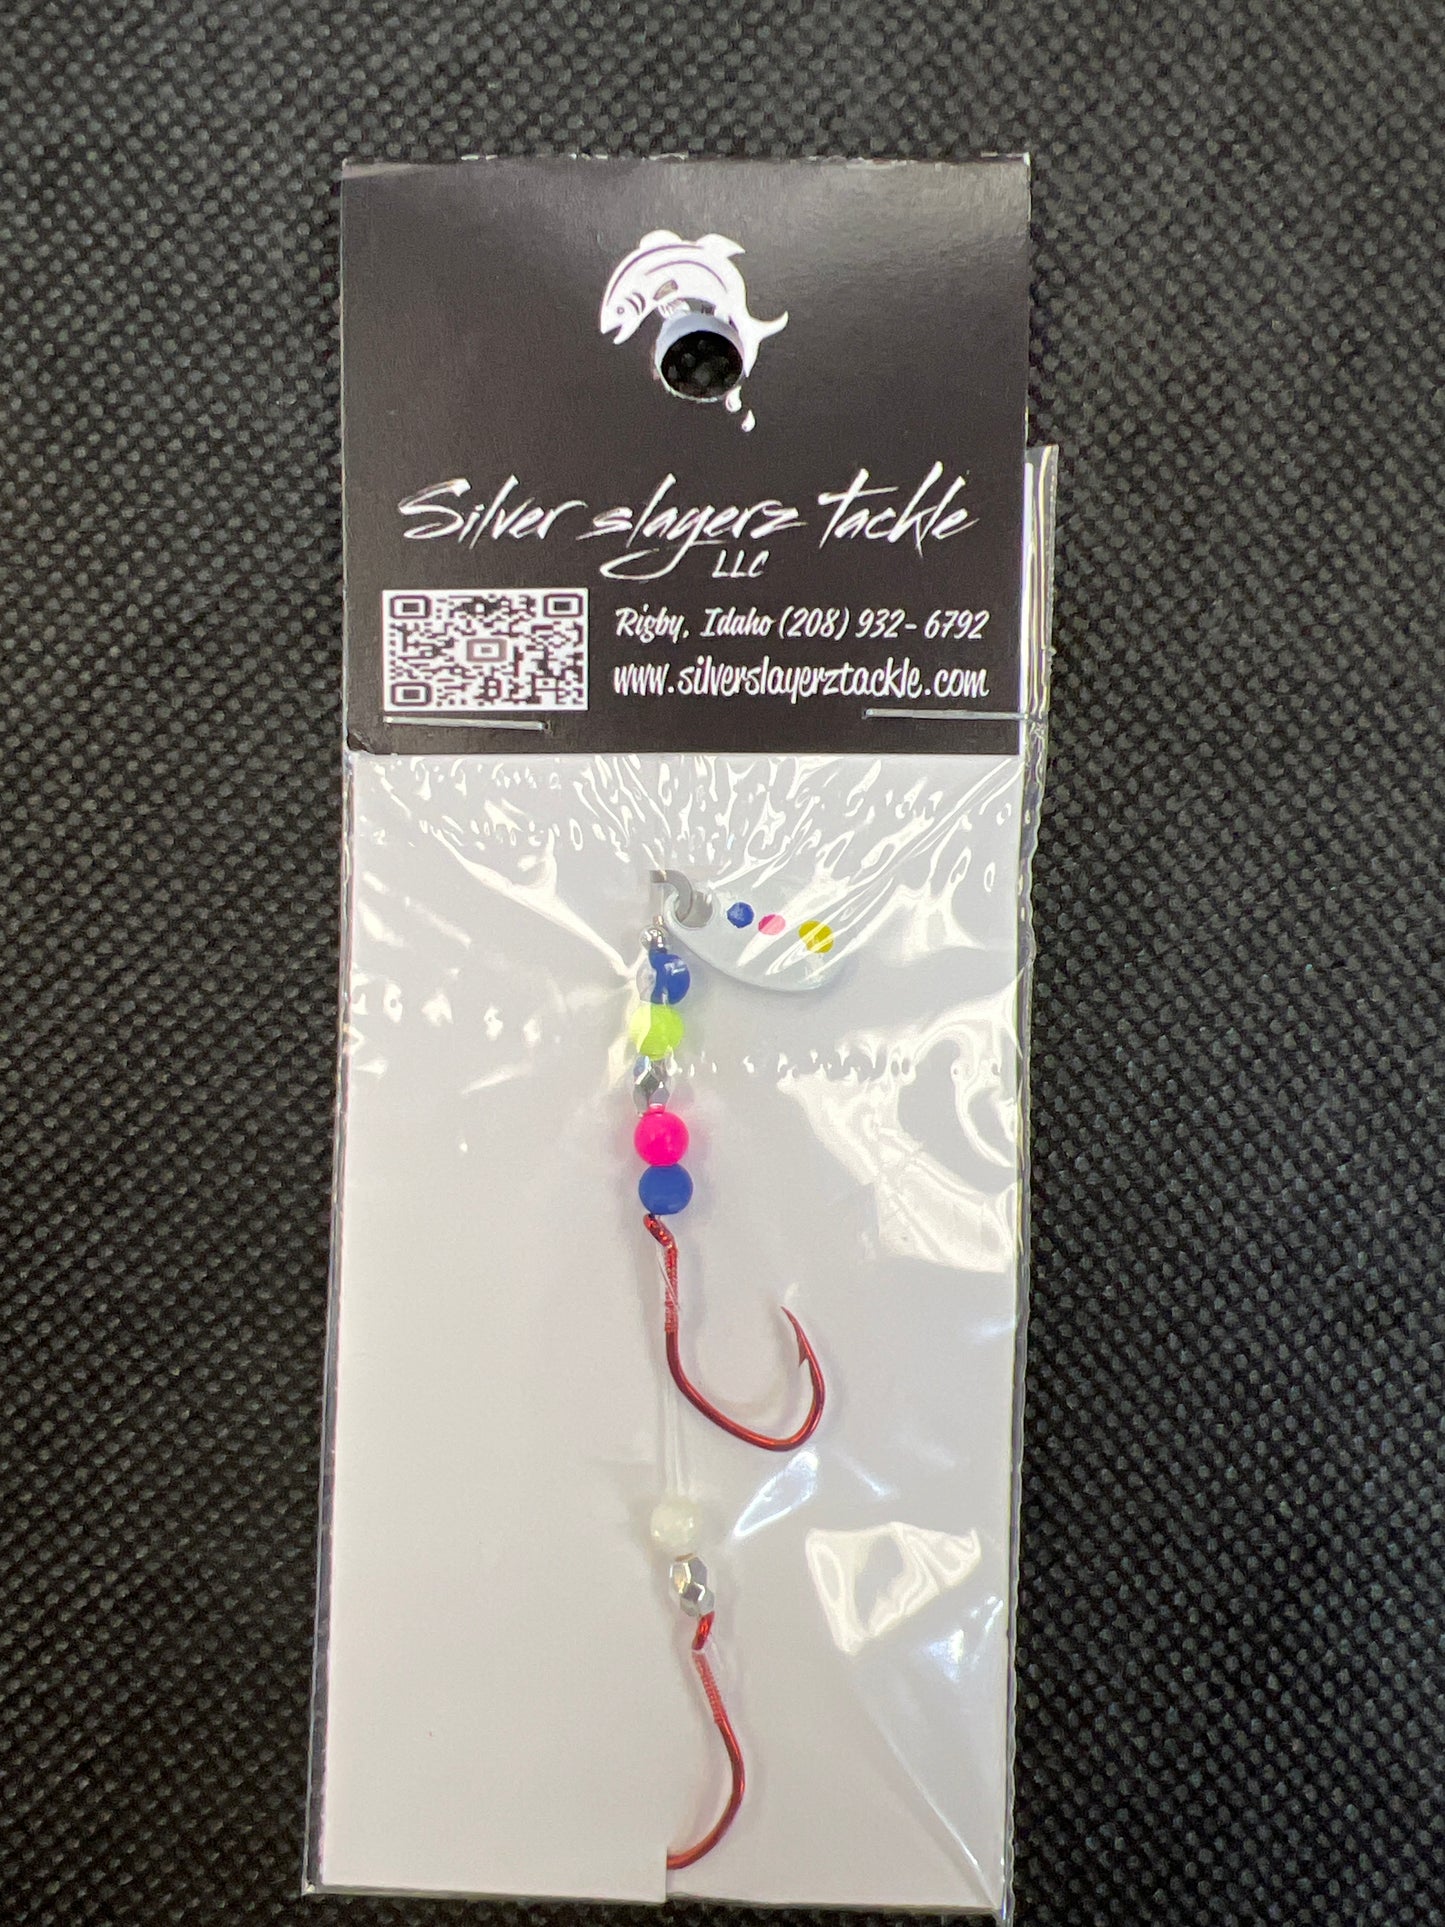 Silver slayerz tackle
LLC
Rigby, Idaho (208) 932-6792
www.silverslayerztackle.com